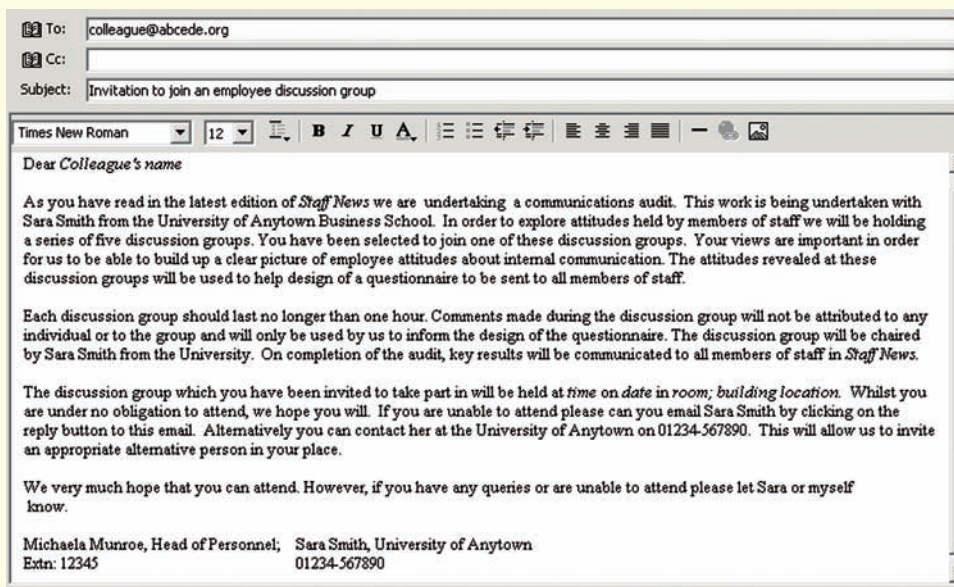 To: colleague@abcede.org
Cc:
Subject: Invitation to join an employee discussion group
Times New Roman 12 B I U A
Dear Colleague's name
As you have read in the latest edition of Staff News we are undertaking a communications audit. This work is being undertaken with
Sara Smith from the University of Anytown Business School. In order to explore attitudes held by members of staff we will be holding
a series of five discussion groups. You have been selected to join one of these discussion groups. Your views are important in order
for us to be able to build up a clear picture of employee attitudes about internal communication. The attitudes revealed at these
discussion groups will be used to help design of a questionnaire to be sent to all members of staff.
Each discussion group should last no longer than one hour. Comments made during the discussion group will not be attributed to any
individual or to the group and will only be used by us to inform the design of the questionnaire. The discussion group will be chaired
by Sara Smith from the University. On completion of the audit, key results will be communicated to all members of staff in Staff News.
The discussion group which you have been invited to take part in will be held at time on date in room; building location. Whilst you
are under no obligation to attend, we hope you will. If you are unable to attend please can you email Sara Smith by clicking on the
reply button to this email. Alternatively you can contact her at the University of Anytown on 01234-567890. This will allow us to invite
an appropriate alternative person in your place.
We very much hope that you can attend. However, if you have any queries or are unable to attend please let Sara or myself
know.
Michaela Munroe, Head of Personnel; Sara Smith, University of Anytown
Extn: 12345 01234-567890